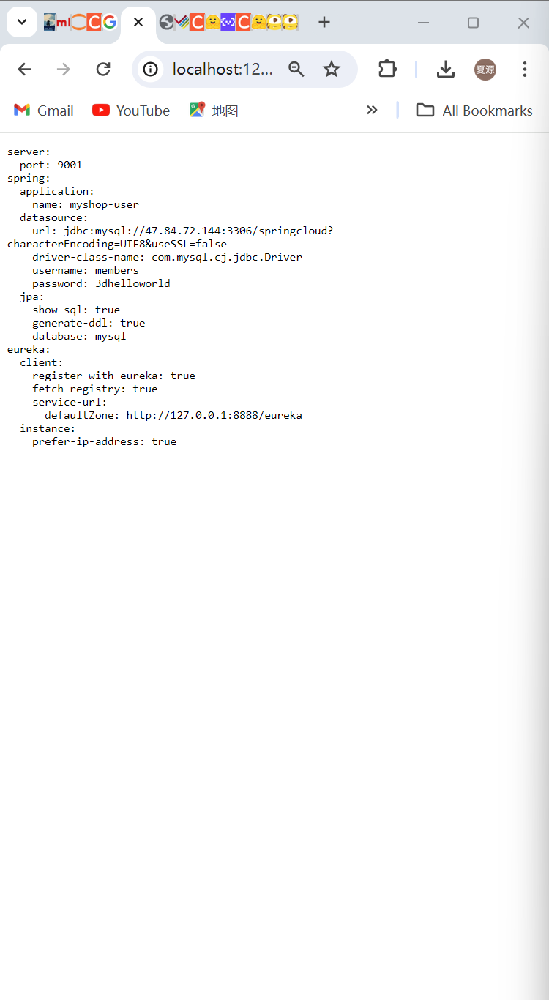 localhost:12...
夏源
Gmail
YouTube
地图
All Bookmarks
server:
  port: 9001
spring:
  application:
    name: myshop-user
  datasource:
    url: jdbc:mysql://47.84.72.144:3306/springcloud?
characterEncoding=UTF8&useSSL=false
    driver-class-name: com.mysql.cj.jdbc.Driver
    username: members
    password: 3dhelloworld
  jpa:
    show-sql: true
    generate-ddl: true
    database: mysql
eureka:
  client:
    register-with-eureka: true
    fetch-registry: true
    service-url:
      defaultZone: http://127.0.0.1:8888/eureka
  instance:
    prefer-ip-address: true